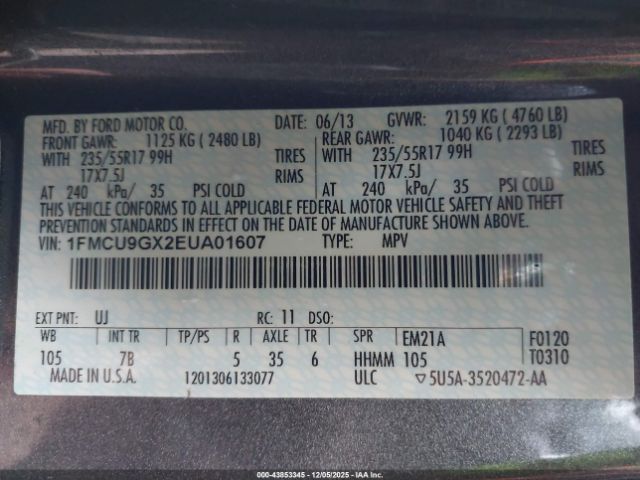 MFD. BY FORD MOTOR CO. DATE: 06/13 GVWR: 2159 KG ( 4760 LB)
FRONT GAWR: 1125 KG ( 2480 LB) REAR GAWR: 1040 KG ( 2293 LB)
WITH 235/55R17 99H TIRES WITH 235/55R17 99H TIRES
17X7.5J RIMS 17X7.5J RIMS
AT 240 kPa/ 35 PSI COLD AT 240 kPa/ 35 PSI COLD
THIS VEHICLE CONFORMS TO ALL APPLICABLE FEDERAL MOTOR VEHICLE SAFETY AND THEFT
PREVENTION STANDARDS IN EFFECT ON THE DATE OF MANUFACTURE SHOWN ABOVE.
VIN: 1FMCU9GX2EUA01607 TYPE: MPV
EXT PNT: UJ RC: 11 DSO:
WB INT TR TP/PS R AXLE TR SPR EM21A F0120
105 7B 5 35 6 HHMM 105 T0310
MADE IN U.S.A. 1201306133077 ULC ▽5U5A-3520472-AA
000-43853345 - 12/05/2025 - IAA Inc.